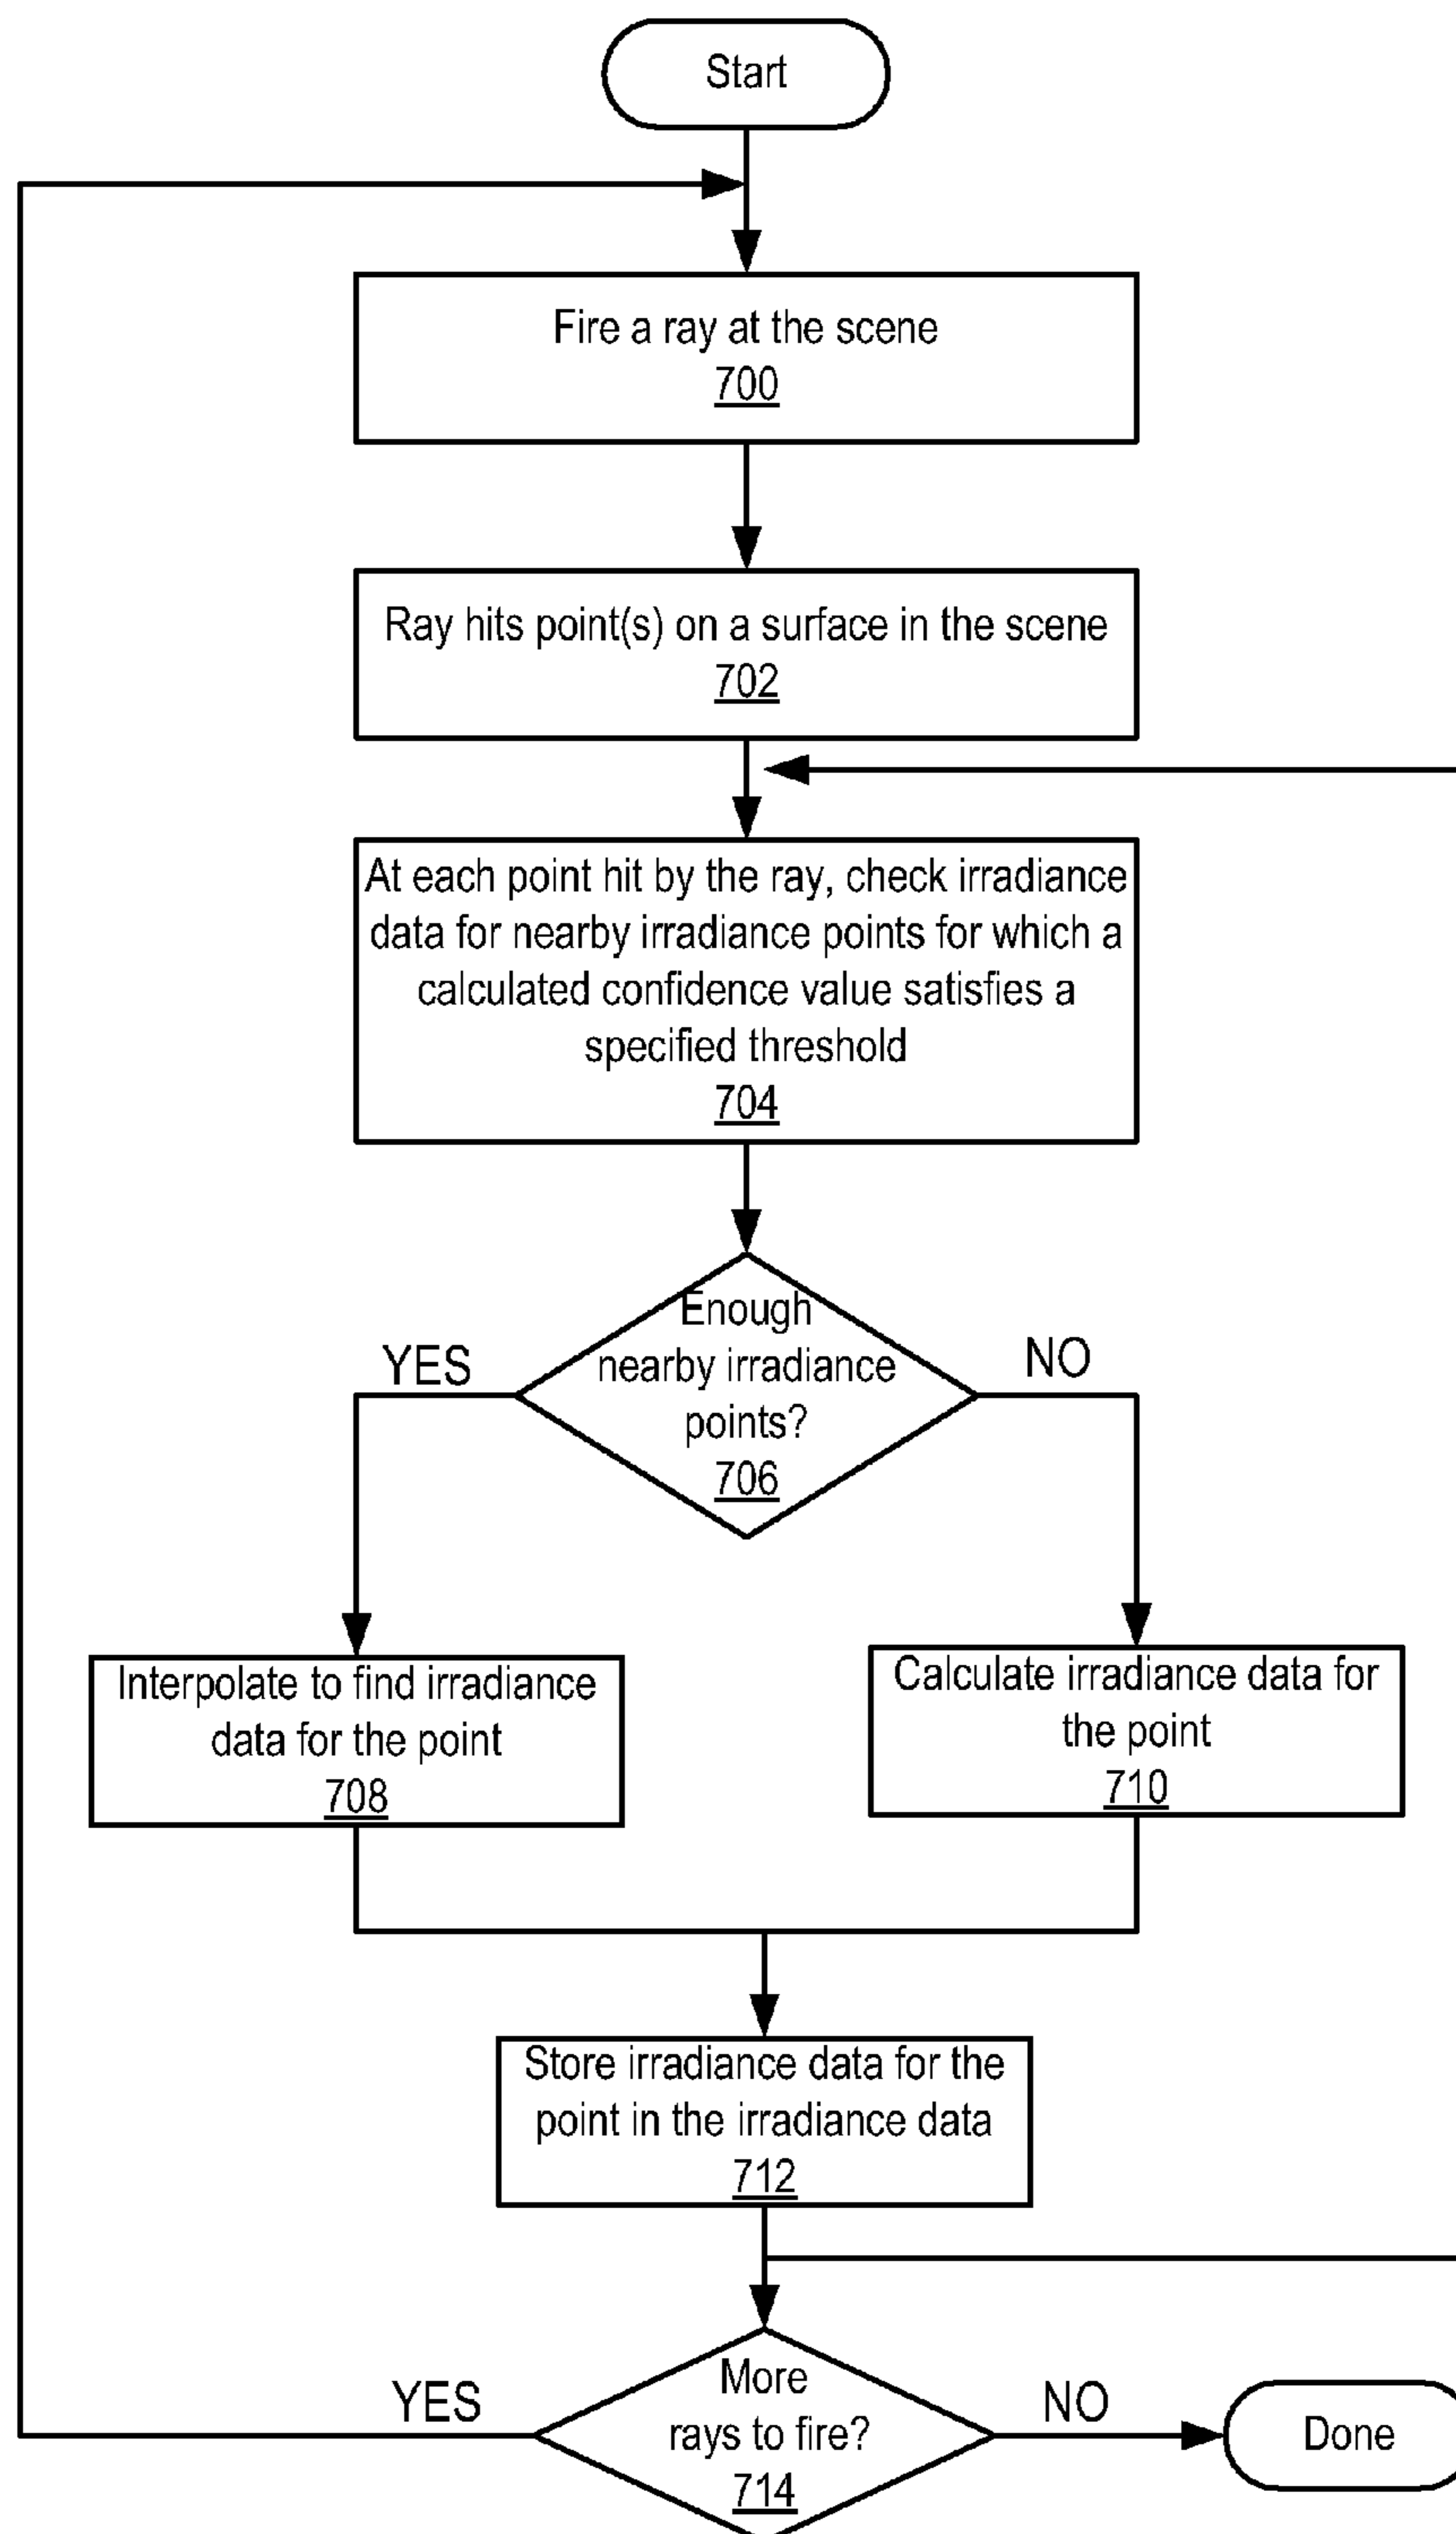 Start
Fire a ray at the scene
700
Ray hits point(s) on a surface in the scene
702
At each point hit by the ray, check irradiance
data for nearby irradiance points for which a
calculated confidence value satisfies a
specified threshold
704
Enough
nearby irradiance
points?
706
YES
NO
Interpolate to find irradiance
data for the point
708
Calculate irradiance data for
the point
710
Store irradiance data for the
point in the irradiance data
712
More
rays to fire?
714
YES
NO
Done